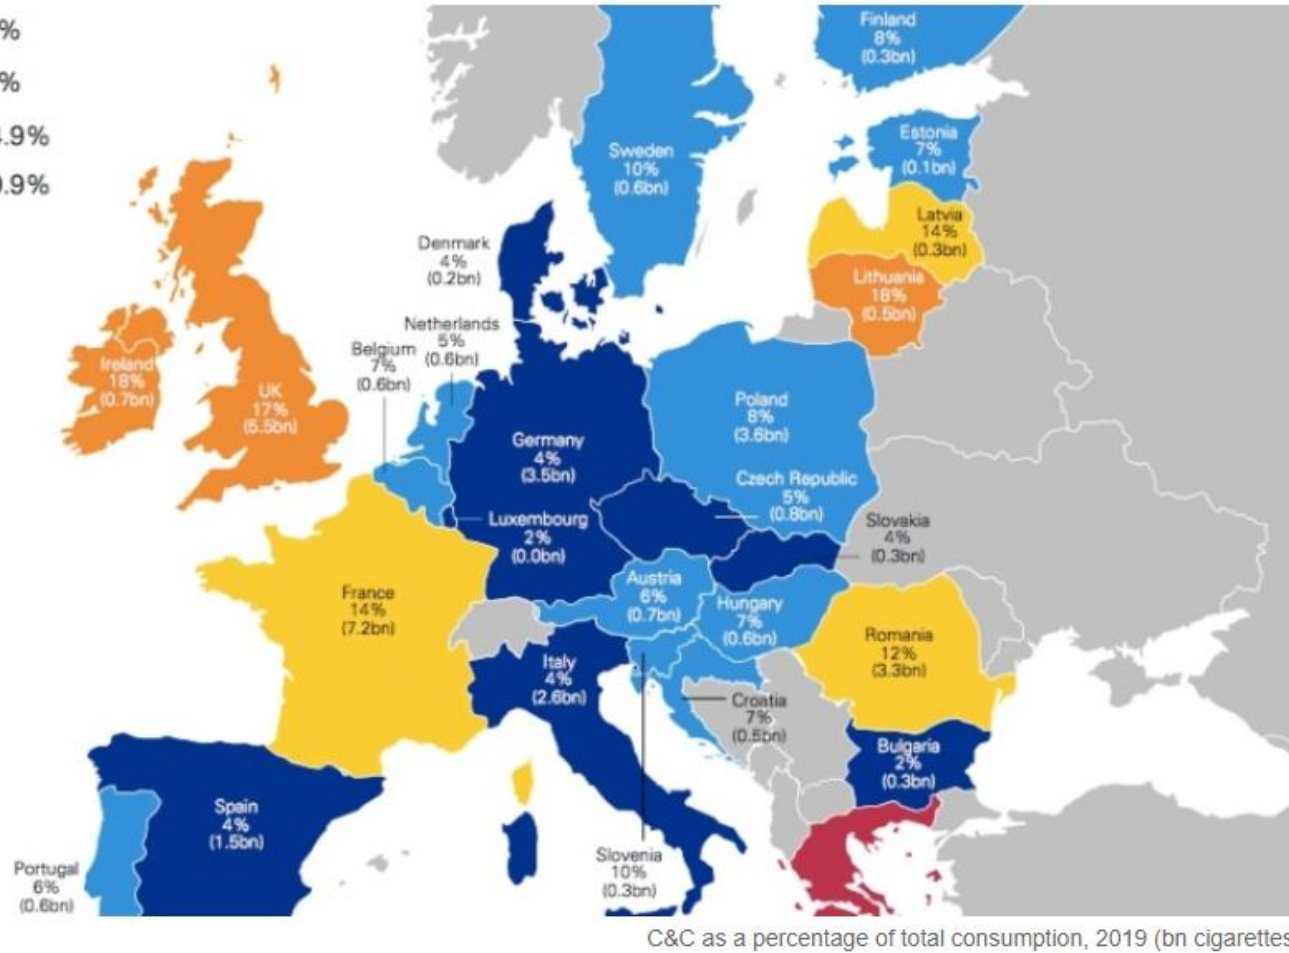 %
%
.9%
0.9%
Finland
8%
(0.3bn)
Estonia
7%
(0.1bn)
Sweden
10%
(0.6bn)
Latvia
14%
(0.3bn)
Denmark
4%
(0.2bn)
Lithuania
18%
(0.5bn)
Netherlands
5%
(0.6bn)
Belgium
7%
(0.6bn)
Ireland
18%
(0.7bn)
UK
17%
(5.5bn)
Poland
8%
(3.6bn)
Germany
4%
(3.5bn)
Czech Republic
5%
(0.8bn)
Luxembourg
2%
(0.0bn)
Slovakia
4%
(0.3bn)
Austria
6%
(0.7bn)
France
14%
(7.2bn)
Hungary
7%
(0.6bn)
Romania
12%
(3.3bn)
Italy
4%
(2.6bn)
Croatia
7%
(0.5bn)
Bulgaria
2%
(0.3bn)
Spain
4%
(1.5bn)
Slovenia
10%
(0.3bn)
Portugal
6%
(0.6bn)
C&C as a percentage of total consumption, 2019 (bn cigarettes